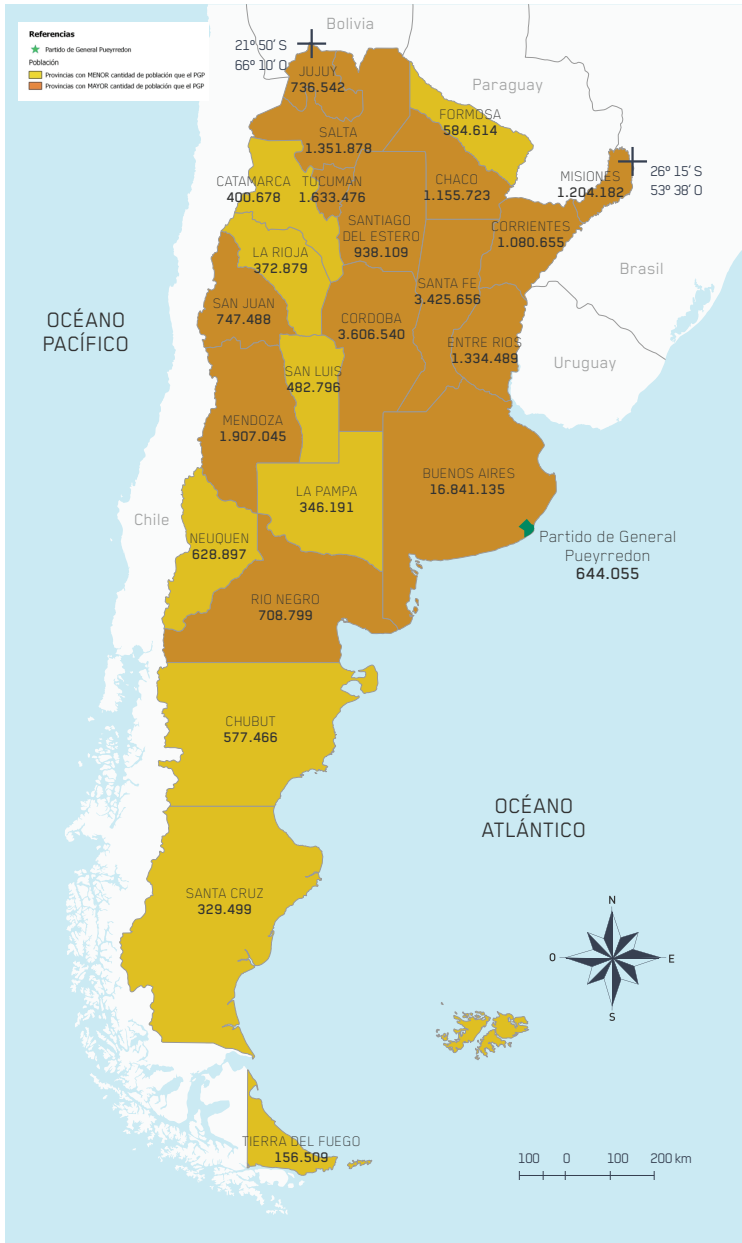 Referencias
Partido de General Pueyrredon
Población
Provincias con MENOR cantidad de población que el PGP
Provincias con MAYOR cantidad de población que el PGP
Bolivia
21° 50' S
66° 10' O
JUJUY
736.542
Paraguay
FORMOSA
584.614
SALTA
1.351.878
26° 15' S
53° 38' O
MISIONES
1.204.182
CATAMARCA
400.678
TUCUMAN
1.633.476
CHACO
1.155.723
SANTIAGO
DEL ESTERO
938.109
CORRIENTES
1.080.655
LA RIOJA
372.879
Brasil
SANTA FE
3.425.656
SAN JUAN
747.488
OCÉANO
PACÍFICO
CORDOBA
3.606.540
ENTRE RIOS
1.334.489
Uruguay
SAN LUIS
482.796
MENDOZA
1.907.045
BUENOS AIRES
16.841.135
LA PAMPA
346.191
Chile
NEUQUEN
628.897
Partido de General
Pueyrredon
644.055
RIO NEGRO
708.799
CHUBUT
577.466
OCÉANO
ATLÁNTICO
SANTA CRUZ
329.499
N
O
E
S
TIERRA DEL FUEGO
156.509
100 0 100 200 km